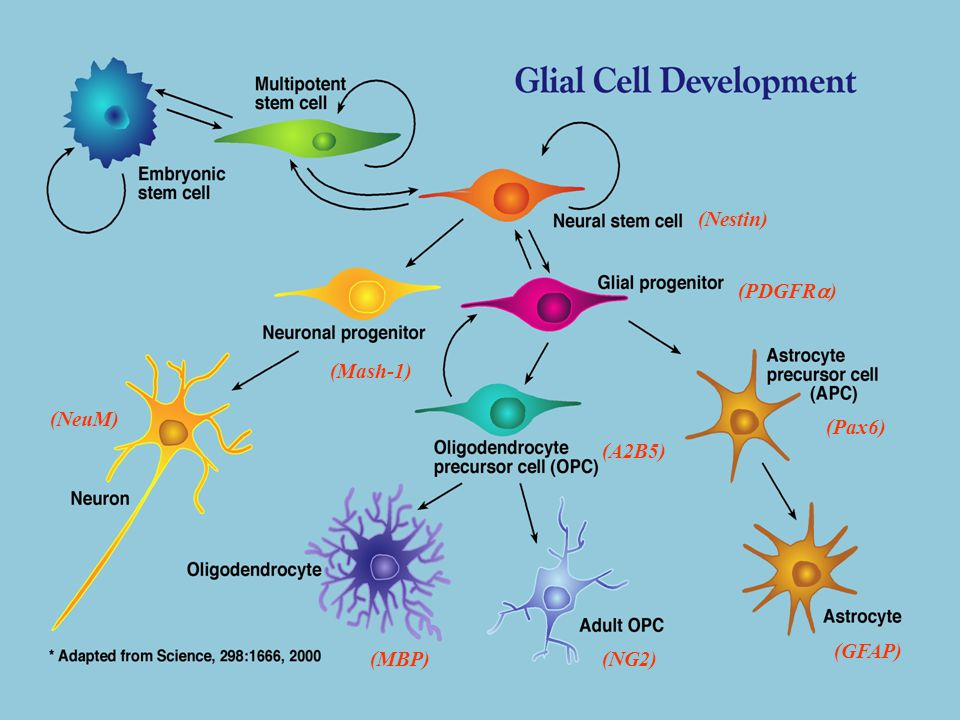 Glial Cell Development
Multipotent
stem cell
Embryonic
stem cell
Neural stem cell (Nestin)
Glial progenitor
(PDGFRα)
Neuronal progenitor
(Mash-1)
Astrocyte
precursor cell
(APC)
(Pax6)
(NeuM)
Oligodendrocyte
precursor cell (OPC)
(A2B5)
Neuron
Oligodendrocyte
Adult OPC
Astrocyte
* Adapted from Science, 298:1666, 2000
(MBP)
(NG2)
(GFAP)